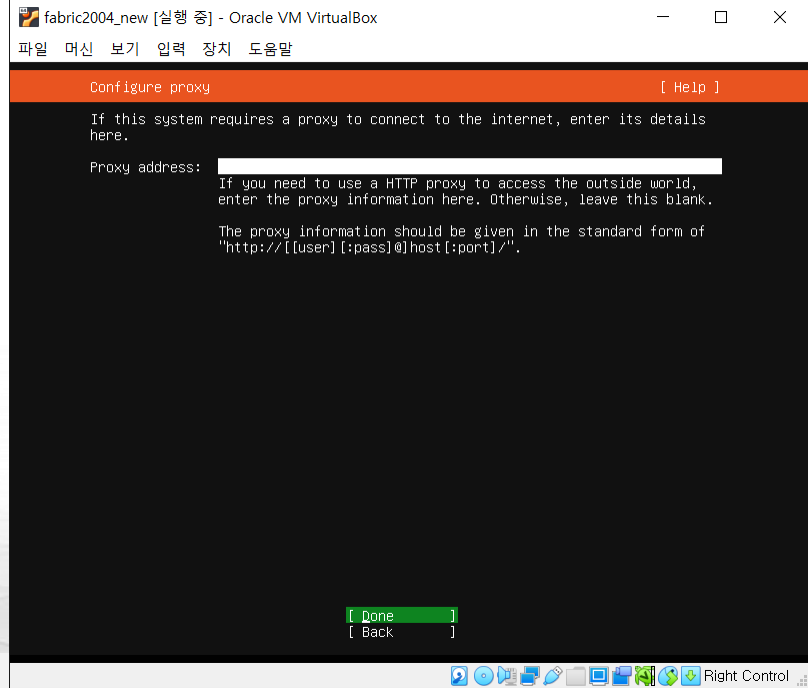 fabric2004_new [실행 중] - Oracle VM VirtualBox
파일 머신 보기 입력 장치 도움말
Configure proxy [ Help ]
If this system requires a proxy to connect to the internet, enter its details
here.
Proxy address:
If you need to use a HTTP proxy to access the outside world,
enter the proxy information here. Otherwise, leave this blank.
The proxy information should be given in the standard form of
"http://[[user][:pass]@]host[:port]/".
[ Done ]
[ Back ]
Right Control